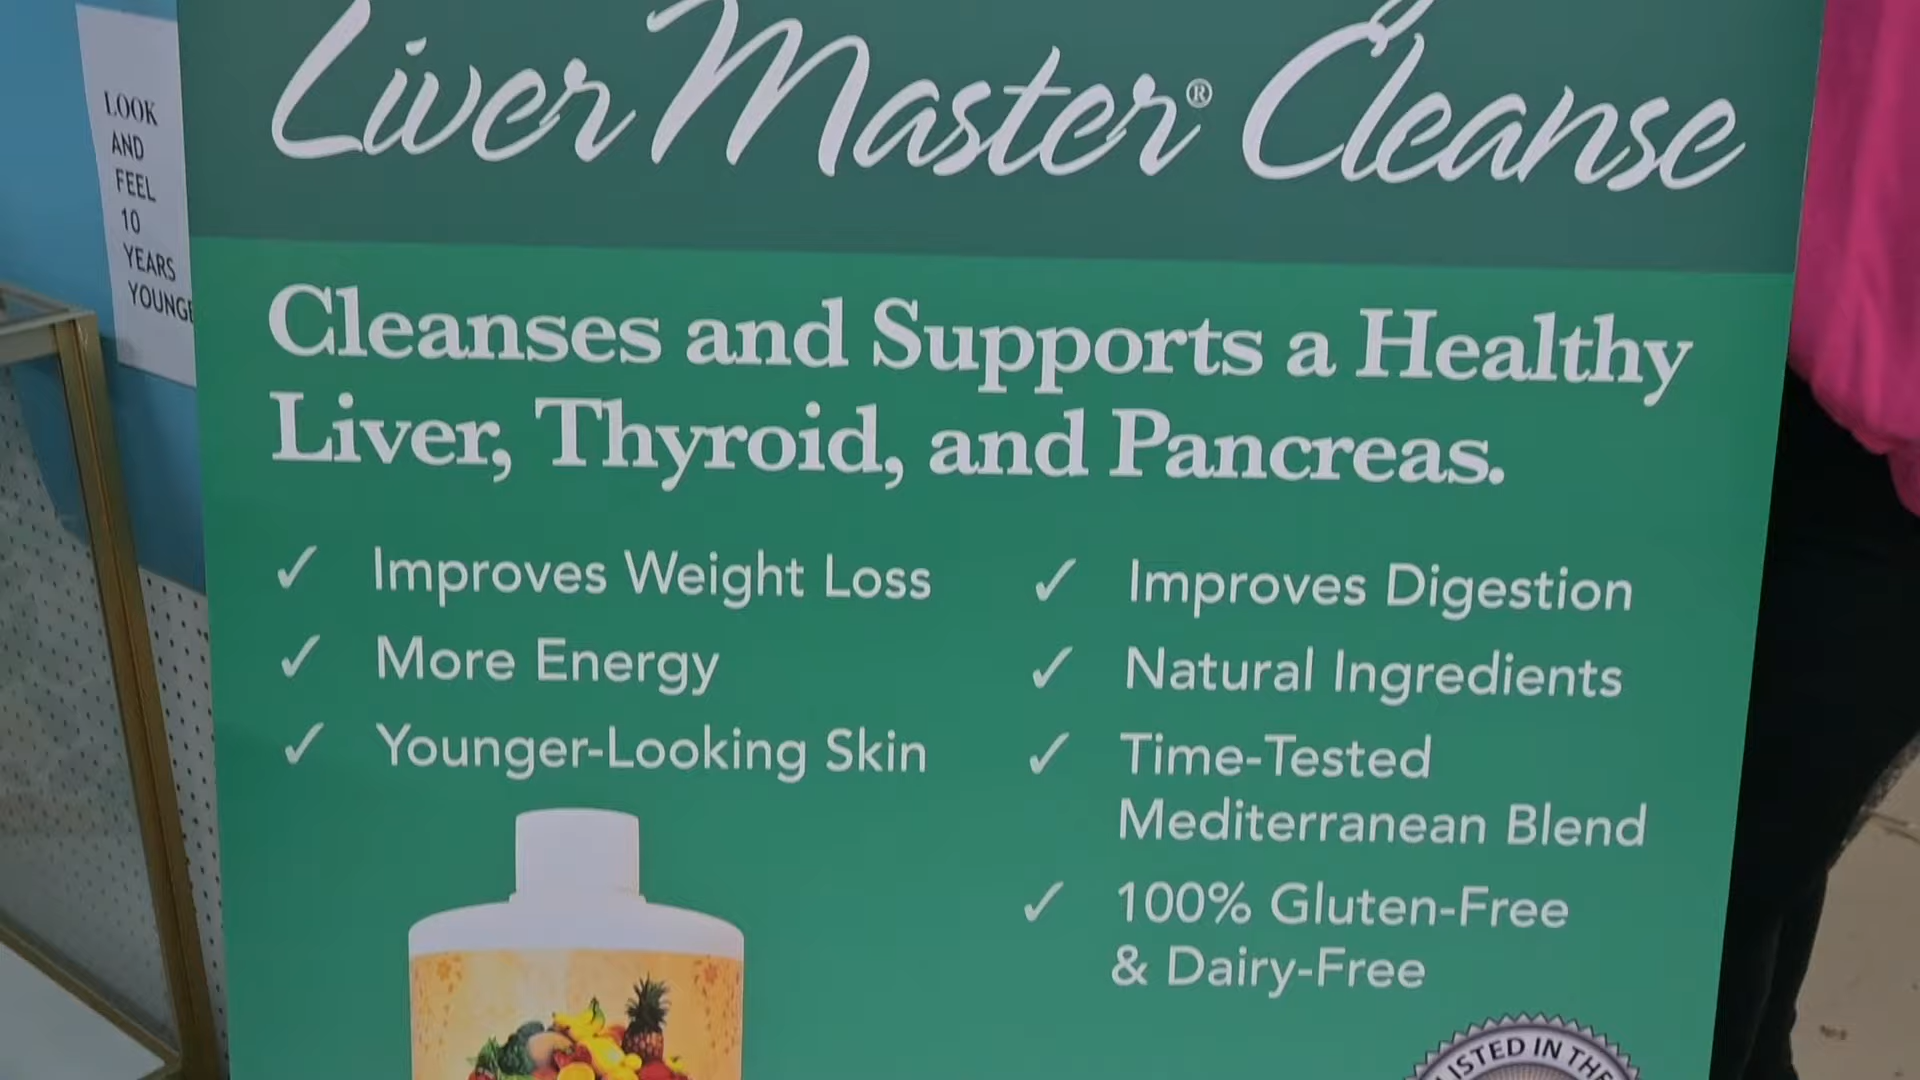 LOOK
AND
FEEL
10
YEARS
Liver Master® Cleanse
Cleanses and Supports a Healthy
Liver, Thyroid, and Pancreas.
✓ Improves Weight Loss
✓ More Energy
✓ Younger-Looking Skin
✓ Improves Digestion
✓ Natural Ingredients
✓ Time-Tested
Mediterranean Blend
✓ 100% Gluten-Free
& Dairy-Free
LISTED IN THE